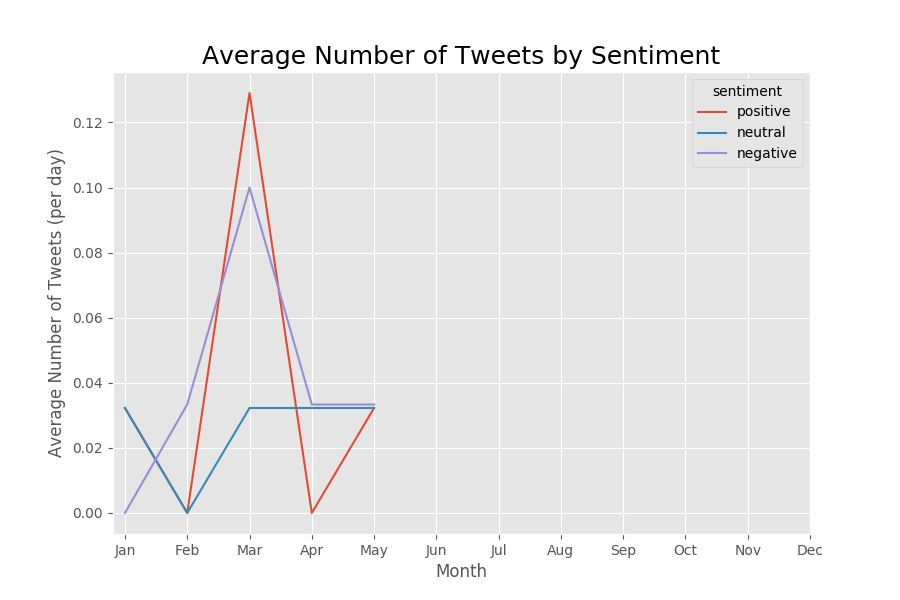 Average Number of Tweets by Sentiment
sentiment
positive
neutral
negative
Average Number of Tweets (per day)
0.12
0.10
0.08
0.06
0.04
0.02
0.00
Jan Feb Mar Apr May Jun Jul Aug Sep Oct Nov Dec
Month